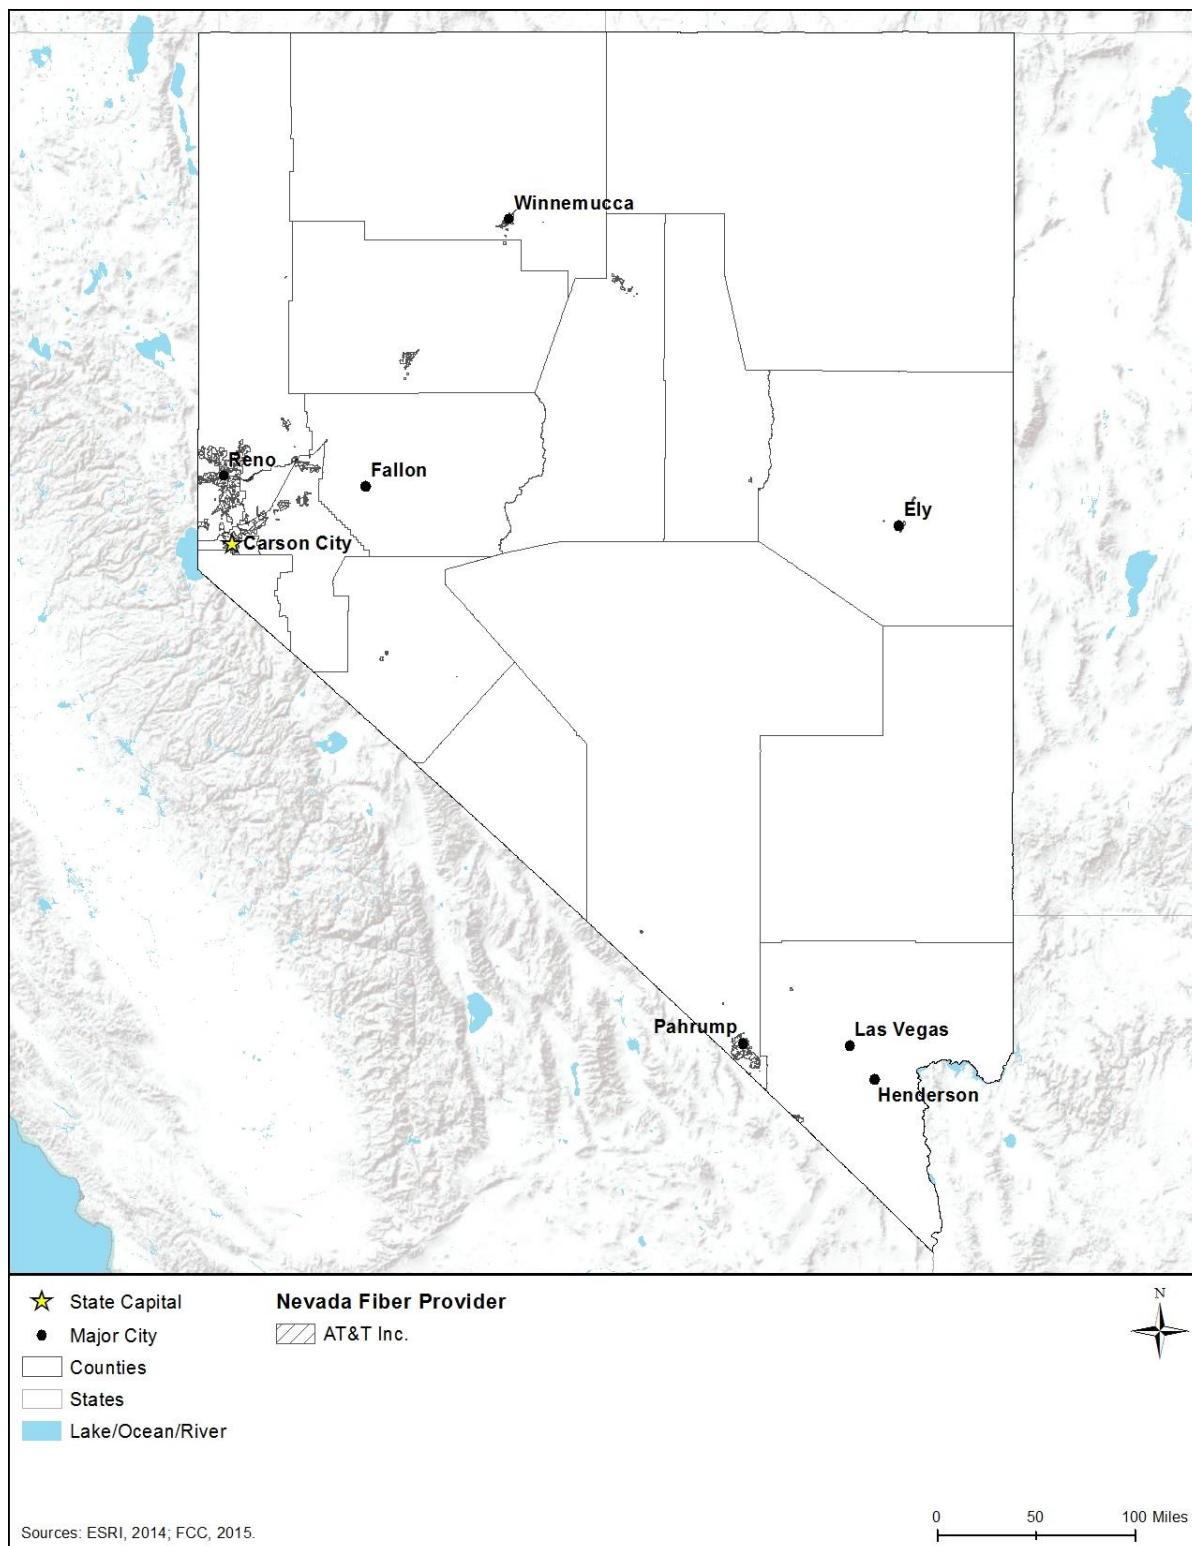 Winnemucca
Reno
Fallon
Ely
Carson City
Pahrump
Las Vegas
Henderson
State Capital
Major City
Counties
States
Lake/Ocean/River
Nevada Fiber Provider
AT&T Inc.
N
Sources: ESRI, 2014; FCC, 2015.
0 50 100 Miles